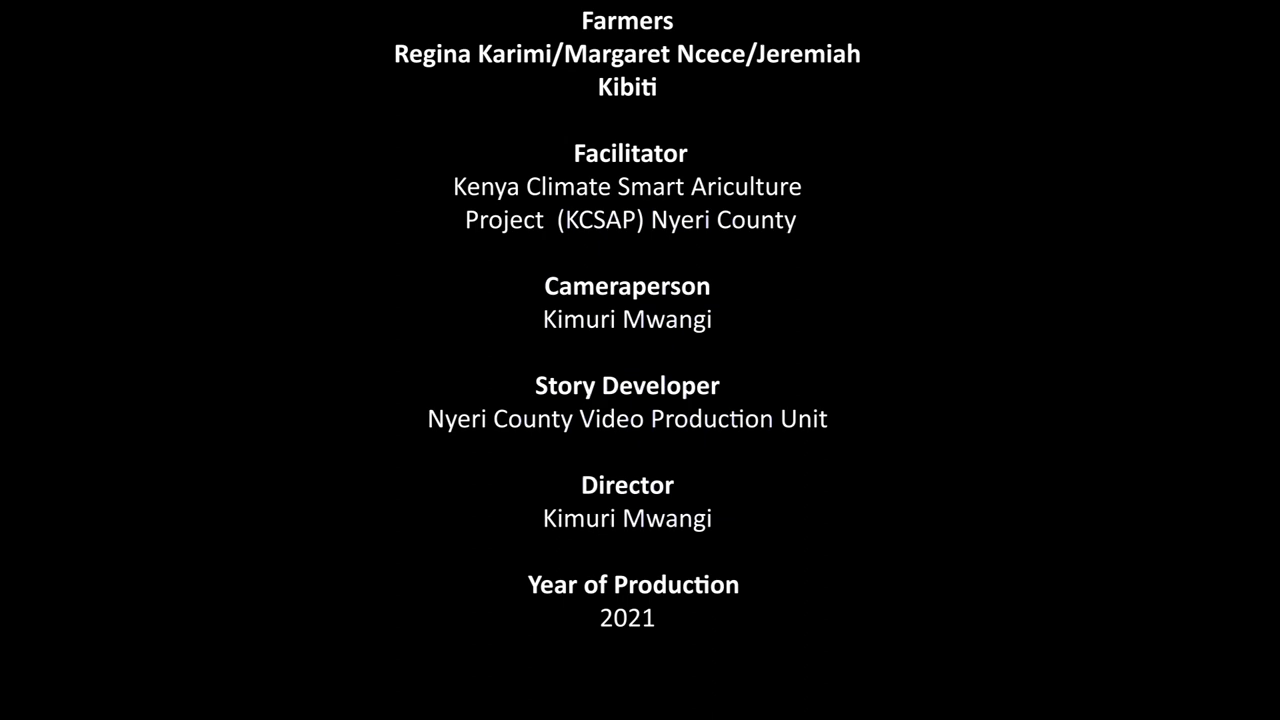 Farmers
Regina Karimi/Margaret Ncece/Jeremiah
Kibiti
Facilitator
Kenya Climate Smart Ariculture
Project  (KCSAP) Nyeri County
Cameraperson
Kimuri Mwangi
Story Developer
Nyeri County Video Production Unit
Director
Kimuri Mwangi
Year of Production
2021